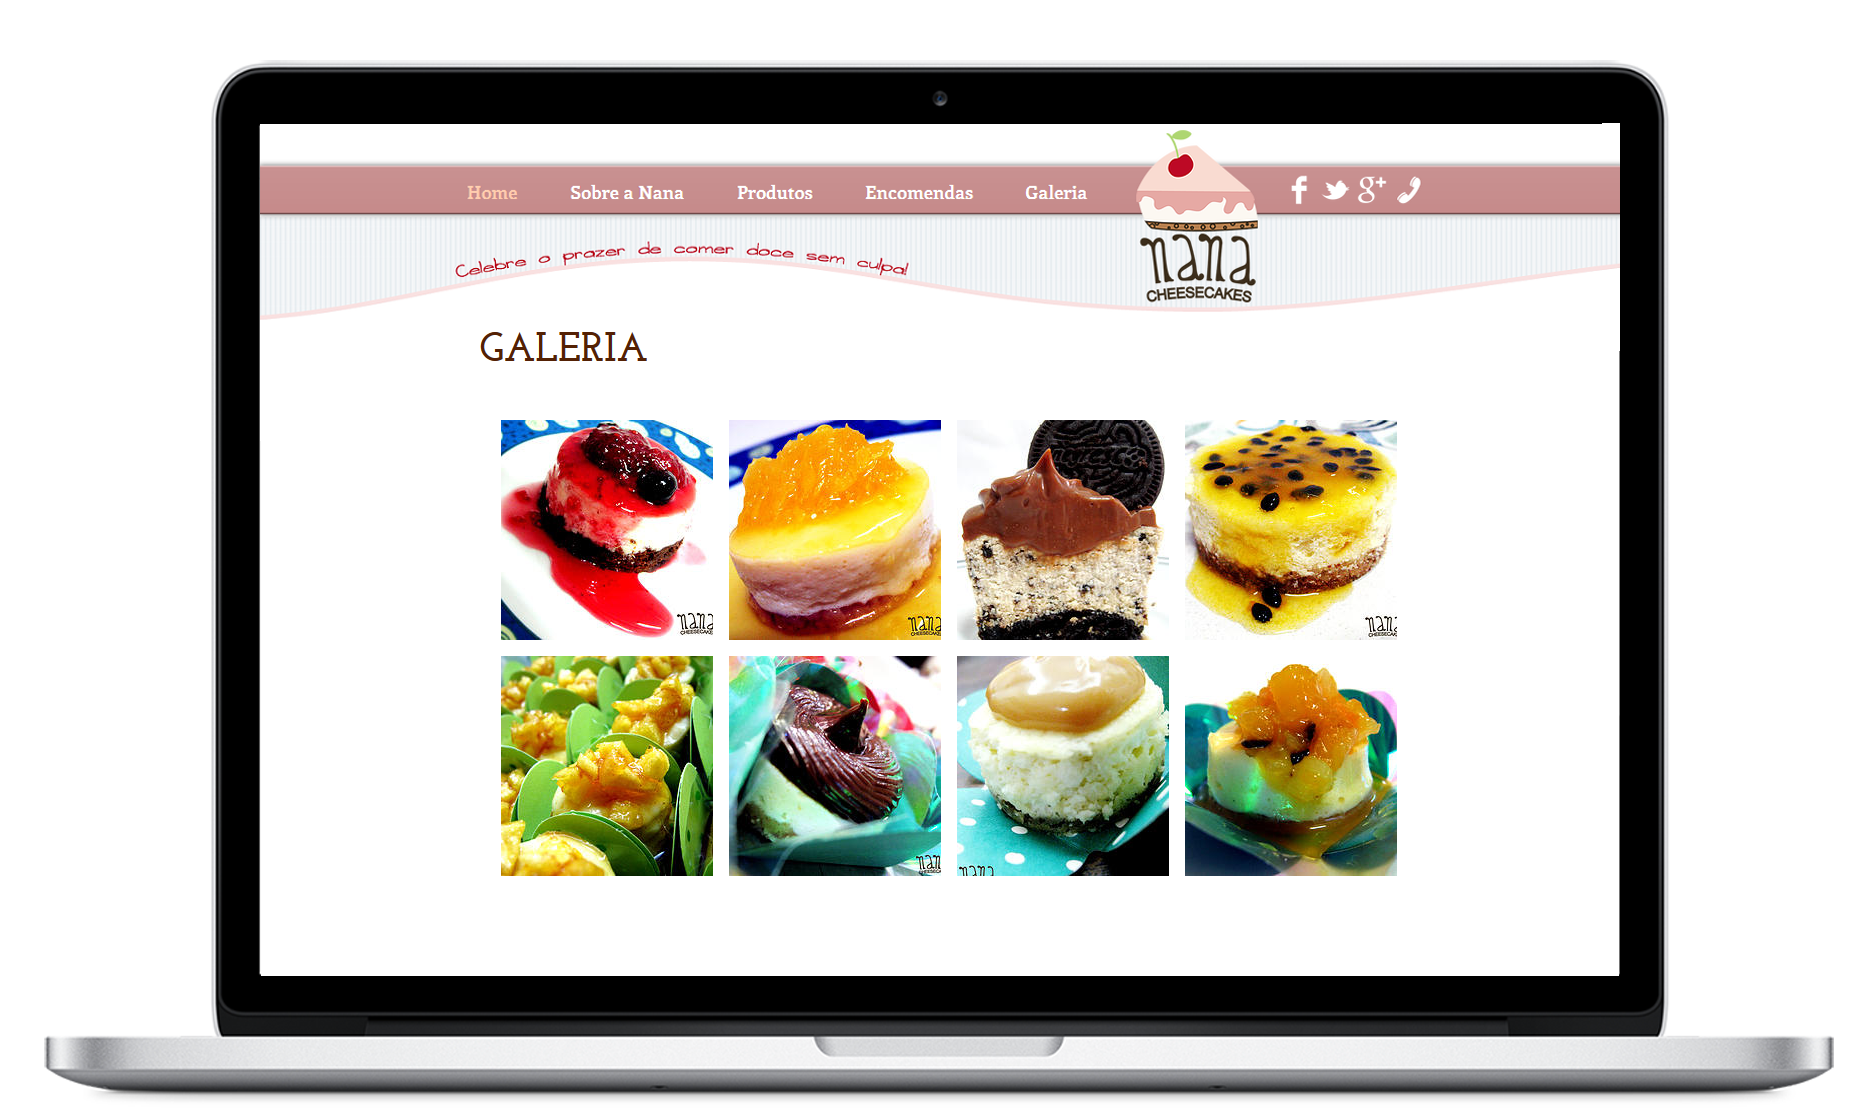 Home
Sobre a Nana
Produtos
Encomendas
Galeria
nana
CHEESECAKES
Celebre o prazer de comer doce sem culpa!
GALERIA
nana
CHEESECAKES
nana
CHEESECAKES
nana
CHEESECAKES
nana
CHEESECAKES
nana